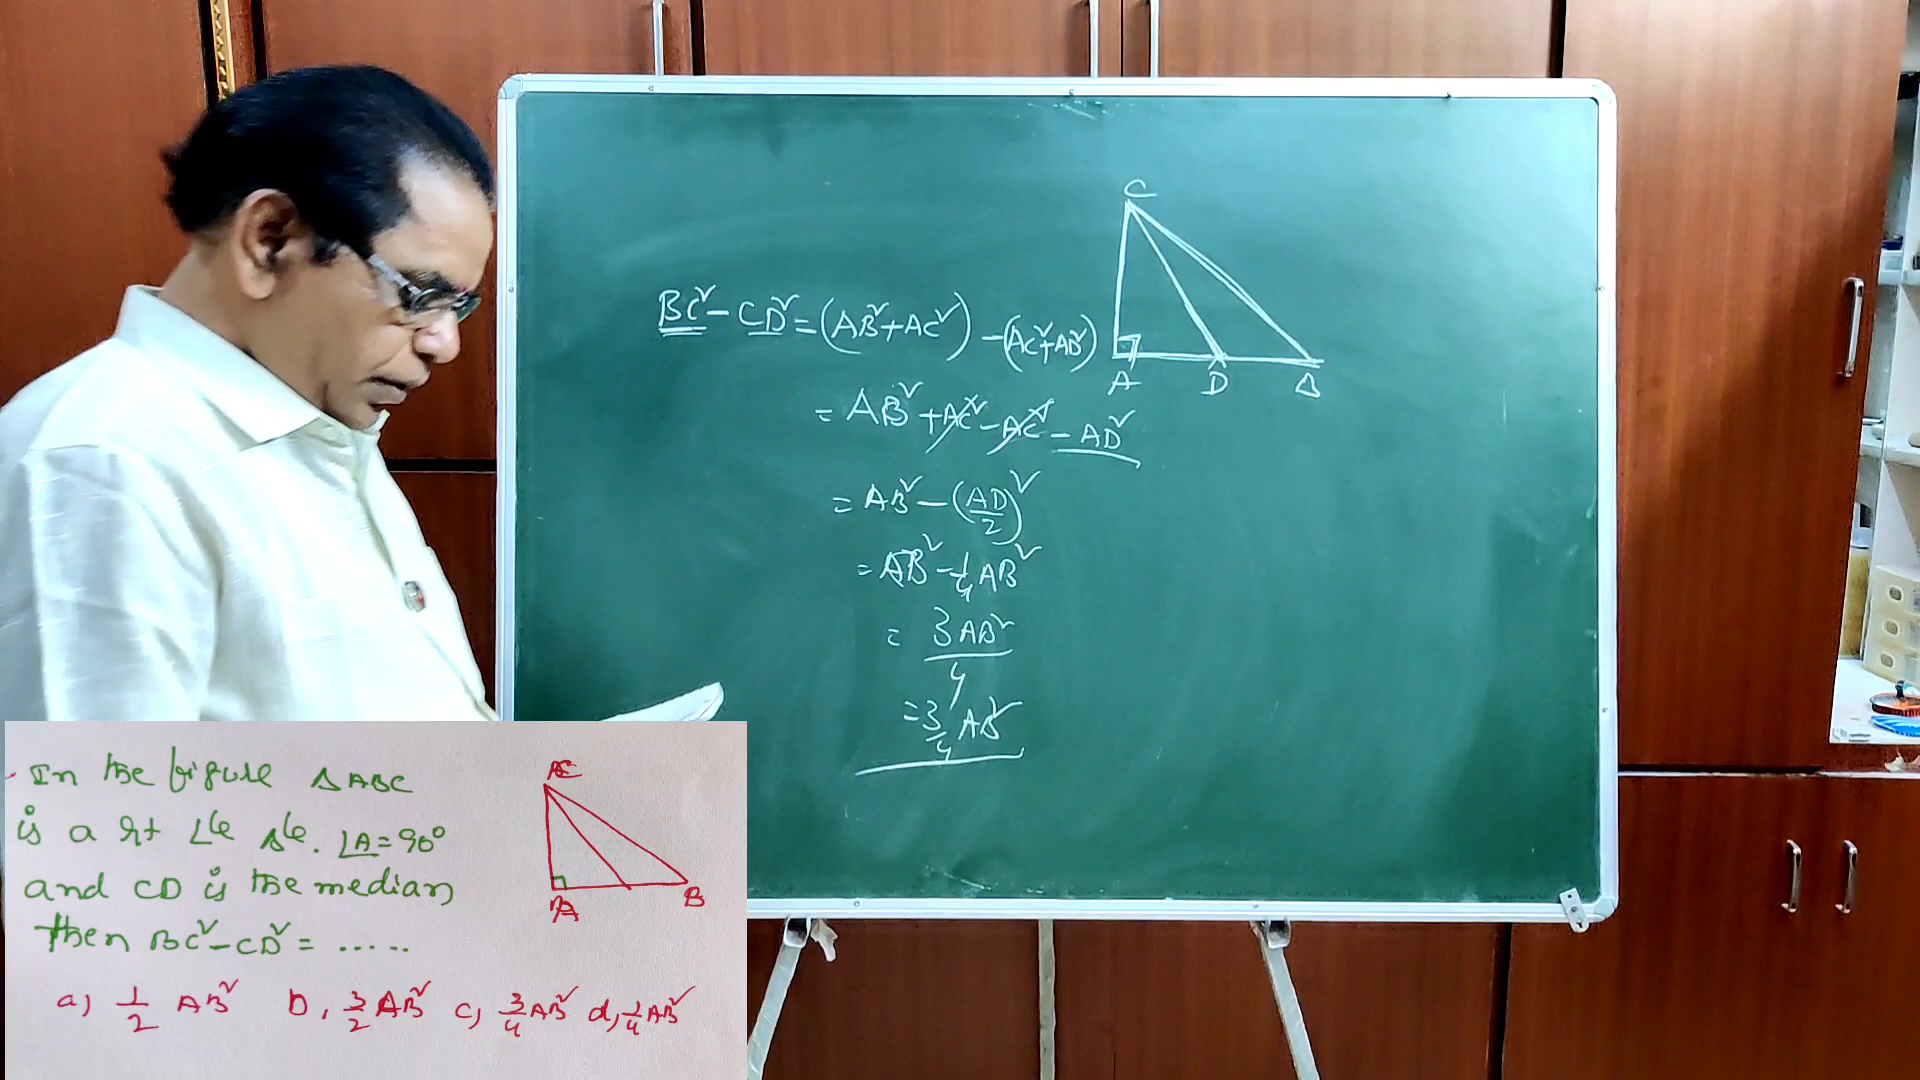 C
BC² - CD² = (AB² + AC²) - (AC² + AD²)
A D B
= AB² + AC² - AC² - AD²
= AB² - (AD/2)²
= AB² - 1/4 AB²
= 3AB²/4
= 3/4 AB²
In the figure ΔABC
is a rt ∠le Δle. ∠A = 90°
and CD is the median
then BC² - CD² = .....
C
A B
a) 1/2 AB² b, 3/2 AB² c) 3/4 AB² d) 1/4 AB²